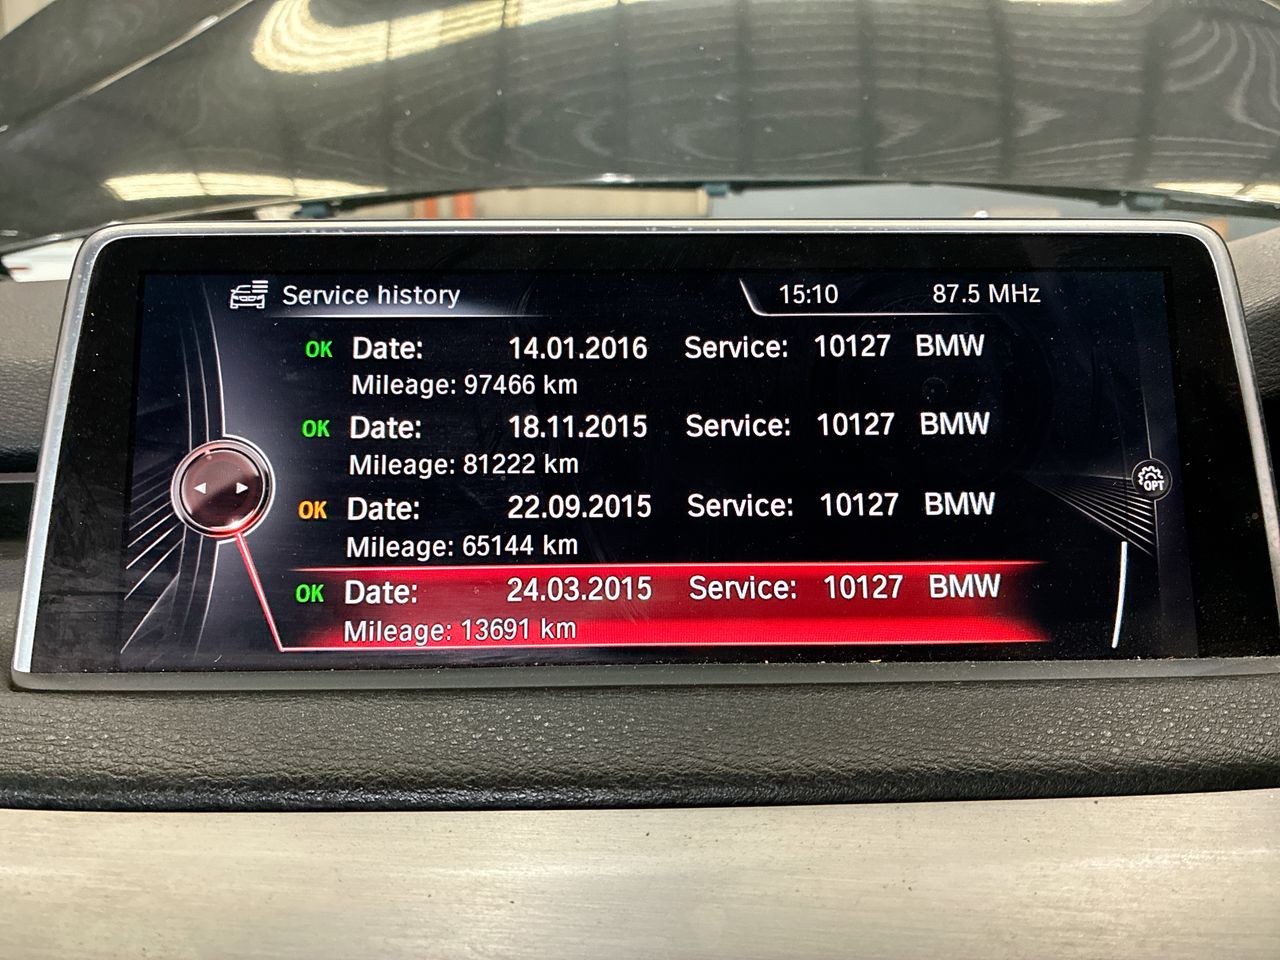 Service history 15:10 87.5 MHz
OK Date: 14.01.2016 Service: 10127 BMW
Mileage: 97466 km
OK Date: 18.11.2015 Service: 10127 BMW
Mileage: 81222 km
OK Date: 22.09.2015 Service: 10127 BMW
Mileage: 65144 km
OPT
OK Date: 24.03.2015 Service: 10127 BMW
Mileage: 13691 km